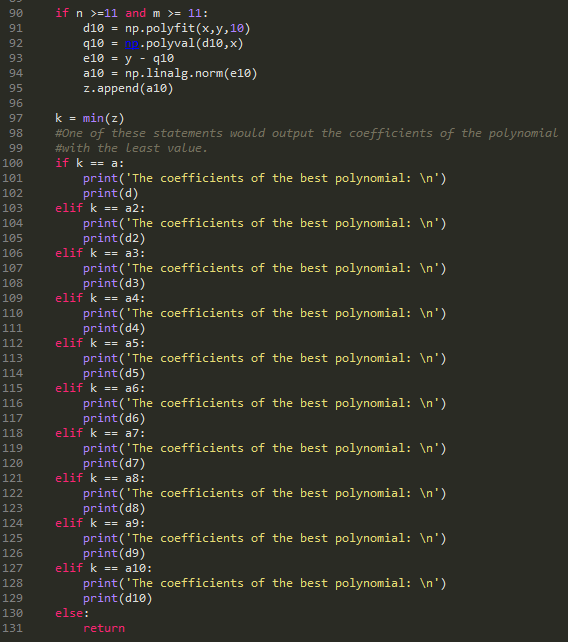 90 if n >=11 and m >= 11:
91 d10 = np.polyfit(x,y,10)
92 q10 = np.polyval(d10,x)
93 e10 = y - q10
94 a10 = np.linalg.norm(e10)
95 z.append(a10)
96
97 k = min(z)
98 #One of these statements would output the coefficients of the polynomial
99 #with the least value.
100 if k == a:
101 print('The coefficients of the best polynomial: \n')
102 print(d)
103 elif k == a2:
104 print('The coefficients of the best polynomial: \n')
105 print(d2)
106 elif k == a3:
107 print('The coefficients of the best polynomial: \n')
108 print(d3)
109 elif k == a4:
110 print('The coefficients of the best polynomial: \n')
111 print(d4)
112 elif k == a5:
113 print('The coefficients of the best polynomial: \n')
114 print(d5)
115 elif k == a6:
116 print('The coefficients of the best polynomial: \n')
117 print(d6)
118 elif k == a7:
119 print('The coefficients of the best polynomial: \n')
120 print(d7)
121 elif k == a8:
122 print('The coefficients of the best polynomial: \n')
123 print(d8)
124 elif k == a9:
125 print('The coefficients of the best polynomial: \n')
126 print(d9)
127 elif k == a10:
128 print('The coefficients of the best polynomial: \n')
129 print(d10)
130 else:
131 return